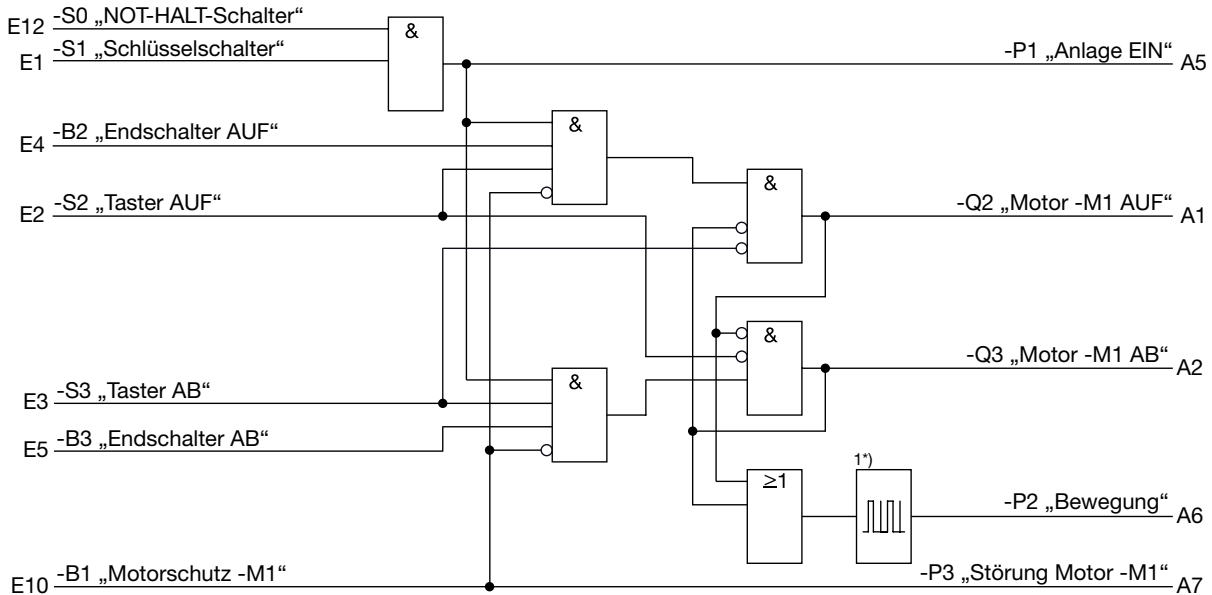 E12 -S0 „NOT-HALT-Schalter“
&
E1 -S1 „Schlüsselschalter“
-P1 „Anlage EIN“ A5
&
E4 -B2 „Endschalter AUF“
&
E2 -S2 „Taster AUF“
-Q2 „Motor -M1 AUF“ A1
&
-Q3 „Motor -M1 AB“ A2
&
E3 -S3 „Taster AB“
E5 -B3 „Endschalter AB“
1*)
≥1
-P2 „Bewegung“ A6
E10 -B1 „Motorschutz -M1“
-P3 „Störung Motor -M1“ A7